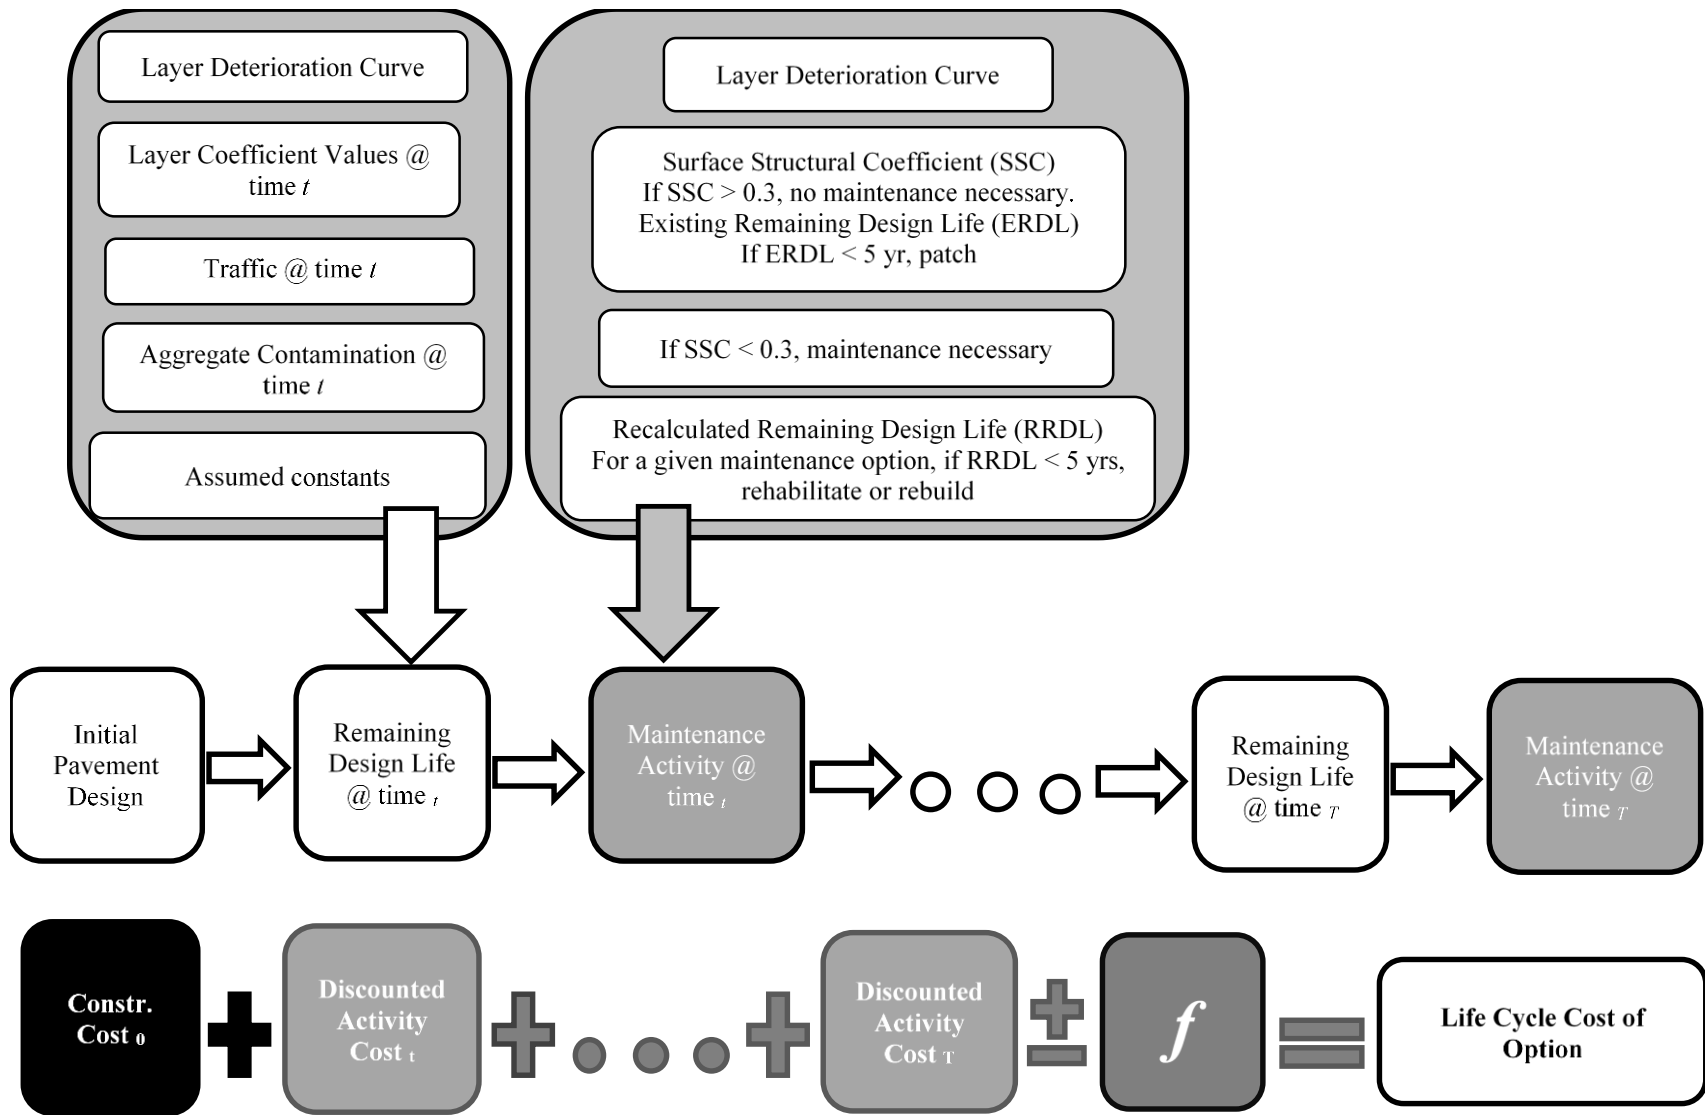 Layer Deterioration Curve
Layer Coefficient Values @
time t
Traffic @ time t
Aggregate Contamination @
time t
Assumed constants
Layer Deterioration Curve
Surface Structural Coefficient (SSC)
If SSC > 0.3, no maintenance necessary.
Existing Remaining Design Life (ERDL)
If ERDL < 5 yr, patch
If SSC < 0.3, maintenance necessary
Recalculated Remaining Design Life (RRDL)
For a given maintenance option, if RRDL < 5 yrs,
rehabilitate or rebuild
Initial
Pavement
Design
Remaining
Design Life
@ time t
Maintenance
Activity @
time t
Remaining
Design Life
@ time T
Maintenance
Activity @
time T
Constr.
Cost 0
Discounted
Activity
Cost t
Discounted
Activity
Cost T
f
Life Cycle Cost of
Option